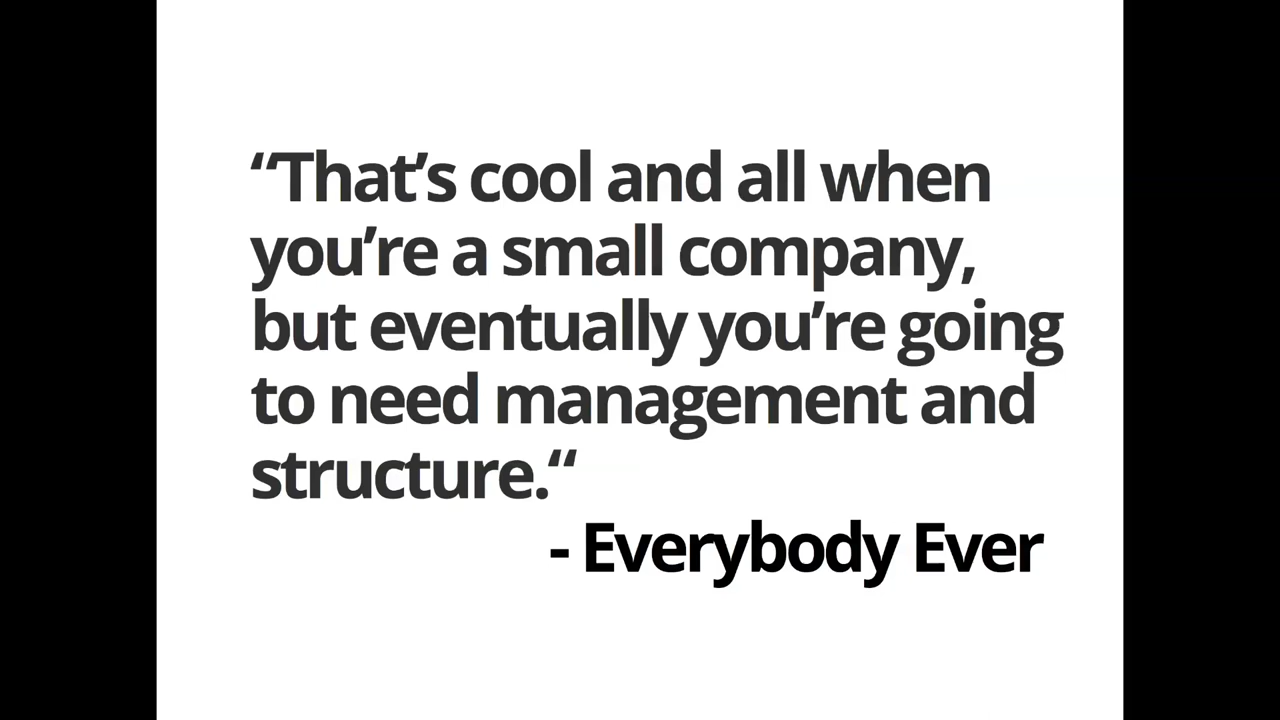 “That’s cool and all when
you’re a small company,
but eventually you’re going
to need management and
structure.“
- Everybody Ever